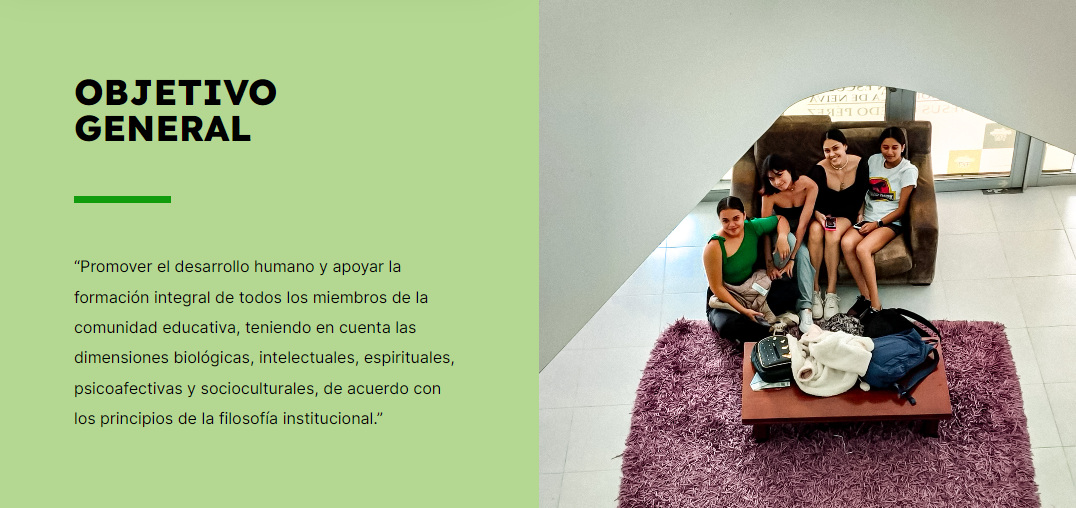 OBJETIVO
GENERAL
“Promover el desarrollo humano y apoyar la
formación integral de todos los miembros de la
comunidad educativa, teniendo en cuenta las
dimensiones biológicas, intelectuales, espirituales,
psicoafectivas y socioculturales, de acuerdo con
los principios de la filosofía institucional.”